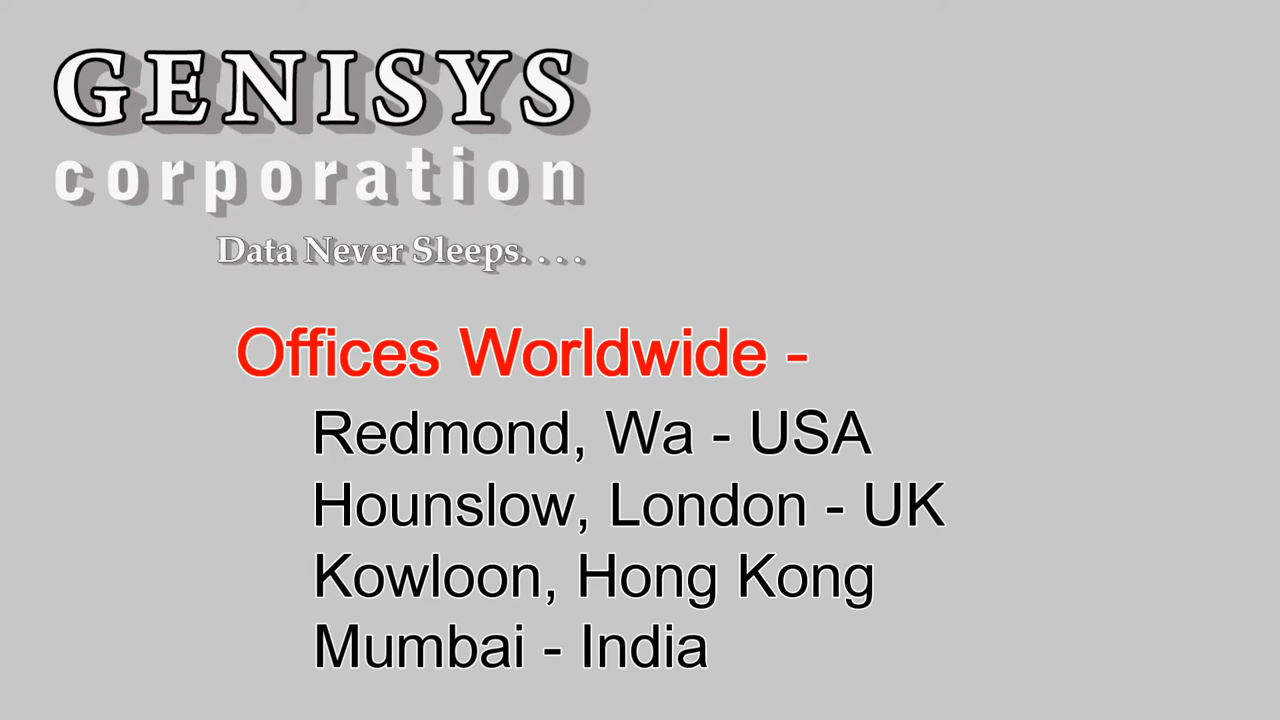 GENISYS
corporation
Data Never Sleeps. . . .
Offices Worldwide -
Redmond, Wa - USA
Hounslow, London - UK
Kowloon, Hong Kong
Mumbai - India